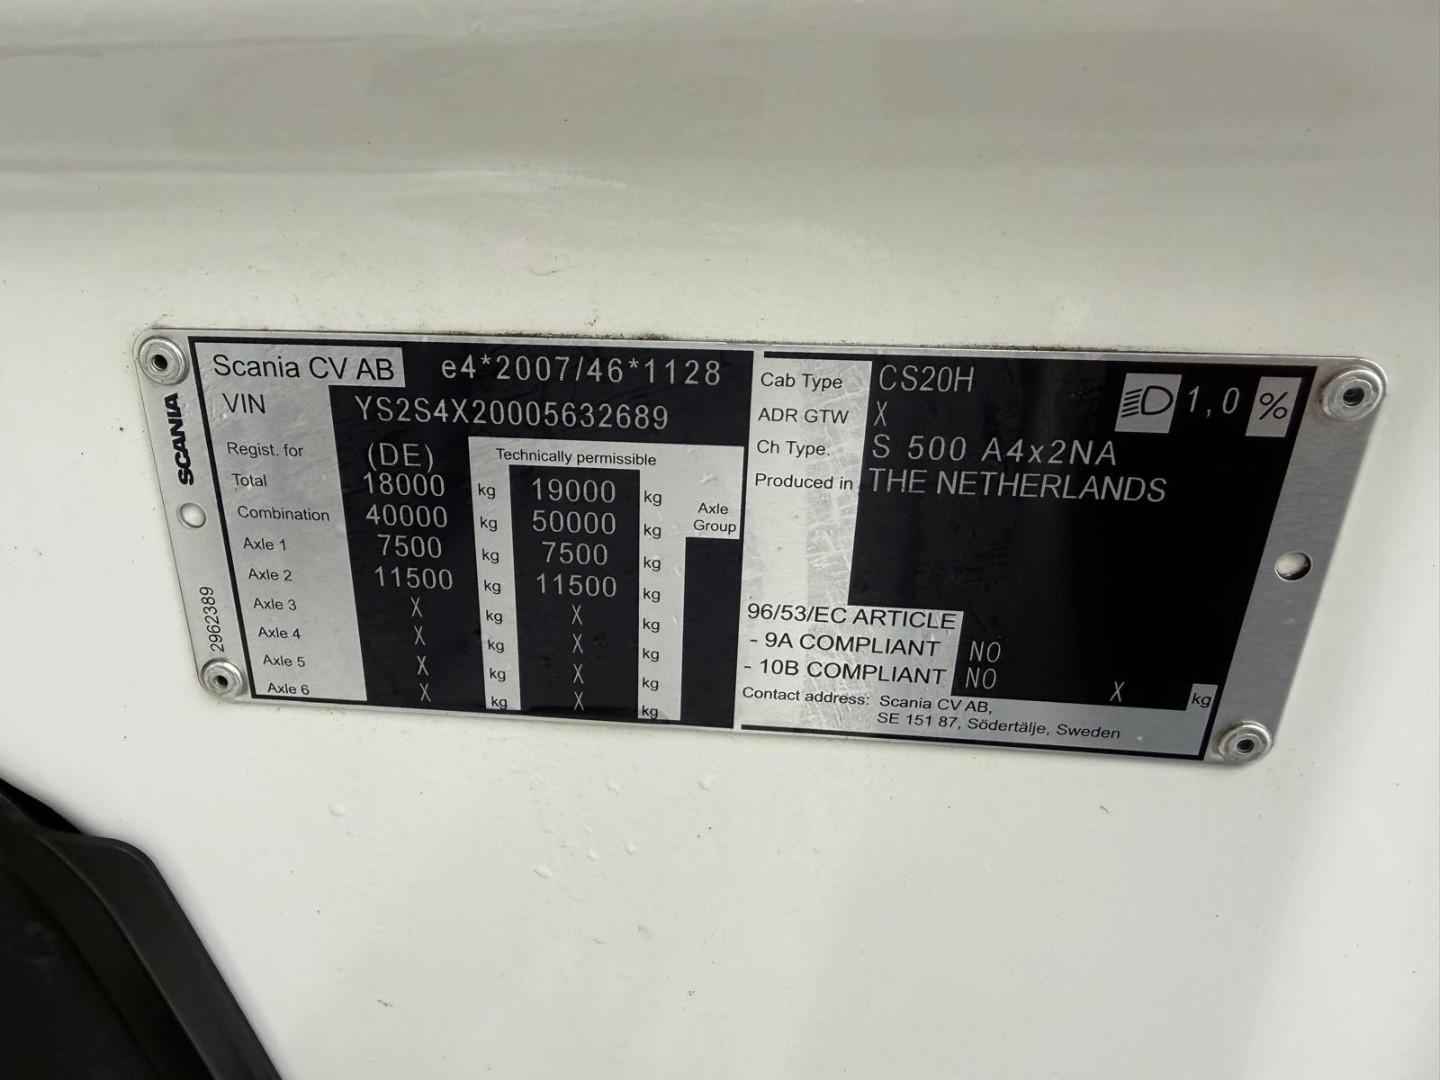 SCANIA
2962389
Scania CV AB e4*2007/46*1128
VIN YS2S4X20005632689
Regist. for (DE) Technically permissible
Total 18000 kg 19000 kg Axle Group
Combination 40000 kg 50000 kg
Axle 1 7500 kg 7500 kg
Axle 2 11500 kg 11500 kg
Axle 3 X kg X kg
Axle 4 X kg X kg
Axle 5 X kg X kg
Axle 6 X kg X kg
Cab Type CS20H 1,0 %
ADR GTW X
Ch Type. S 500 A4x2NA
Produced in THE NETHERLANDS
96/53/EC ARTICLE
- 9A COMPLIANT NO
- 10B COMPLIANT NO X kg
Contact address: Scania CV AB,
SE 151 87, Södertälje, Sweden